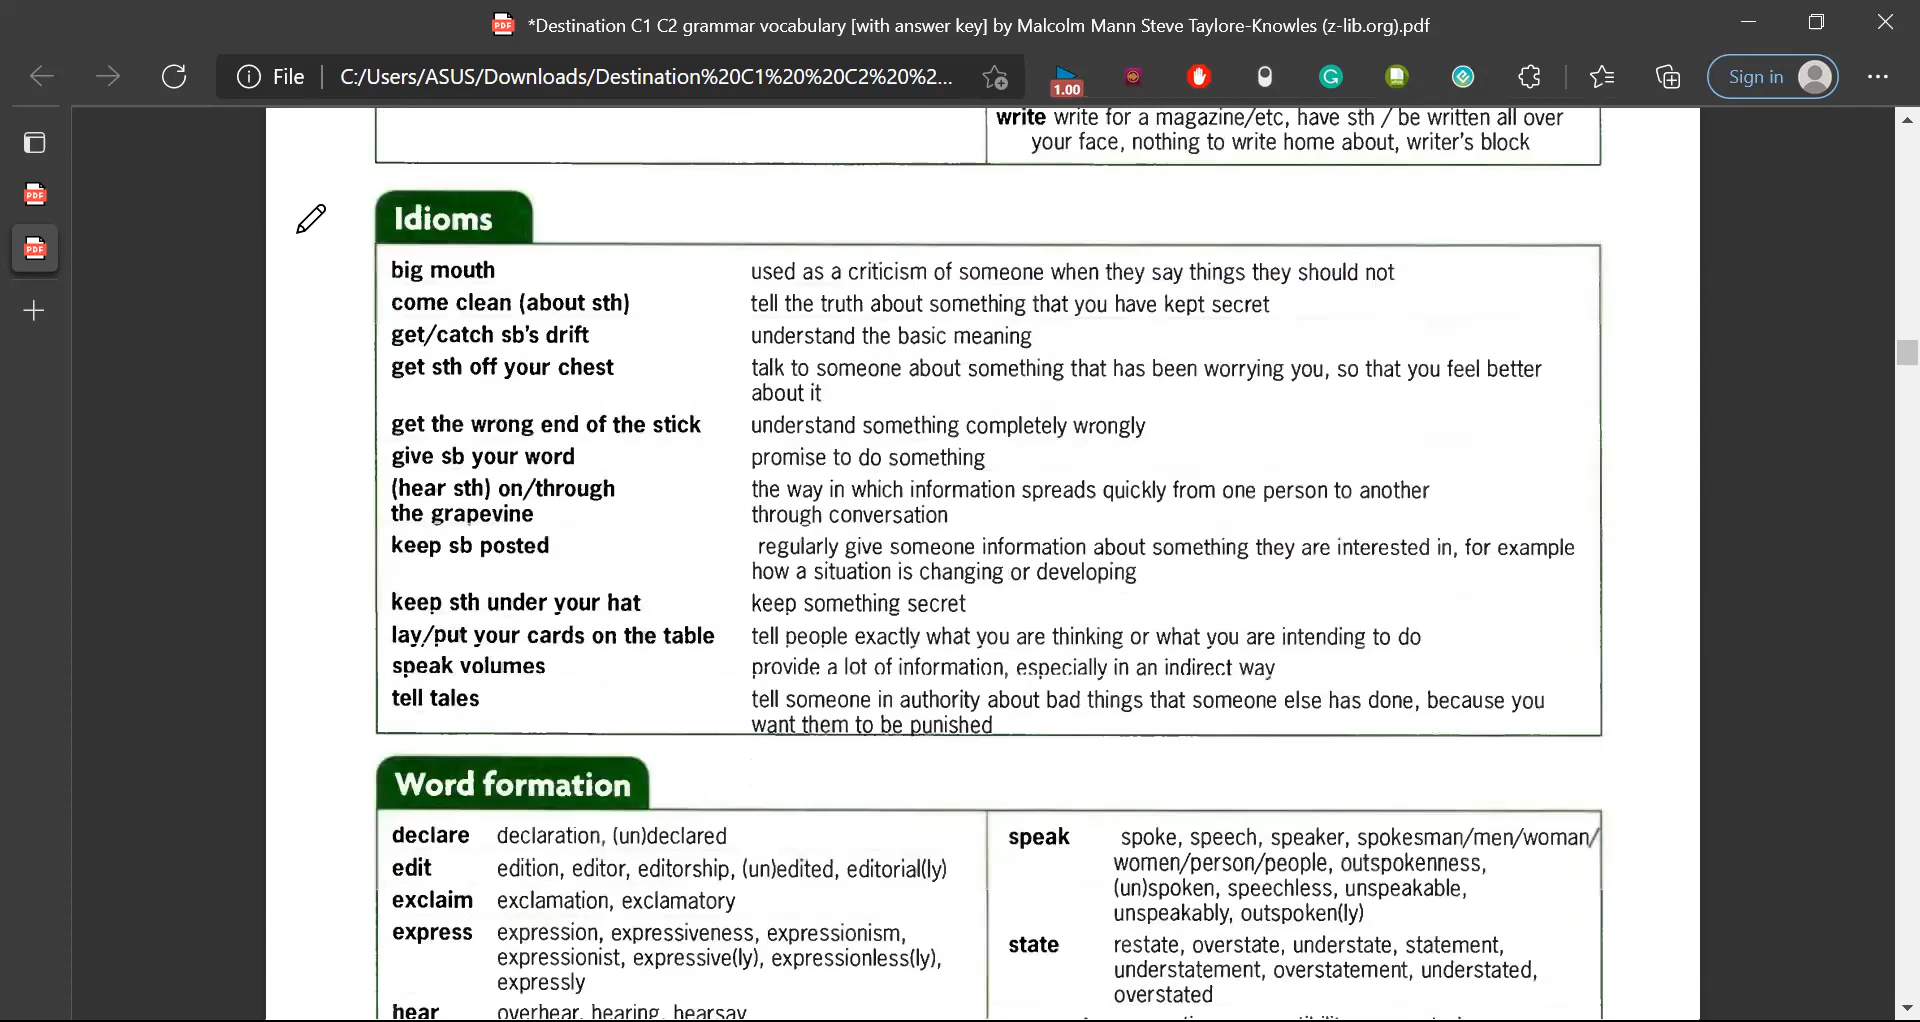 *Destination C1 C2 grammar vocabulary [with answer key] by Malcolm Mann Steve Taylore-Knowles (z-lib.org).pdf
File
C:/Users/ASUS/Downloads/Destination%20C1%20%20C2%20%2...
1.00
Sign in
PDF
PDF
PDF
write write for a magazine/etc, have sth / be written all over
your face, nothing to write home about, writer's block
Idioms
big mouth used as a criticism of someone when they say things they should not
come clean (about sth) tell the truth about something that you have kept secret
get/catch sb's drift understand the basic meaning
get sth off your chest talk to someone about something that has been worrying you, so that you feel better
about it
get the wrong end of the stick understand something completely wrongly
give sb your word promise to do something
(hear sth) on/through the way in which information spreads quickly from one person to another
the grapevine through conversation
keep sb posted regularly give someone information about something they are interested in, for example
how a situation is changing or developing
keep sth under your hat keep something secret
lay/put your cards on the table tell people exactly what you are thinking or what you are intending to do
speak volumes provide a lot of information, especially in an indirect way
tell tales tell someone in authority about bad things that someone else has done, because you
want them to be punished
Word formation
declare declaration, (un)declared
edit edition, editor, editorship, (un)edited, editorial(ly)
exclaim exclamation, exclamatory
express expression, expressiveness, expressionism,
expressionist, expressive(ly), expressionless(ly),
expressly
hear overhear, hearing, hearsay
speak spoke, speech, speaker, spokesman/men/woman/
women/person/people, outspokenness,
(un)spoken, speechless, unspeakable,
unspeakably, outspoken(ly)
state restate, overstate, understate, statement,
understatement, overstatement, understated,
overstated